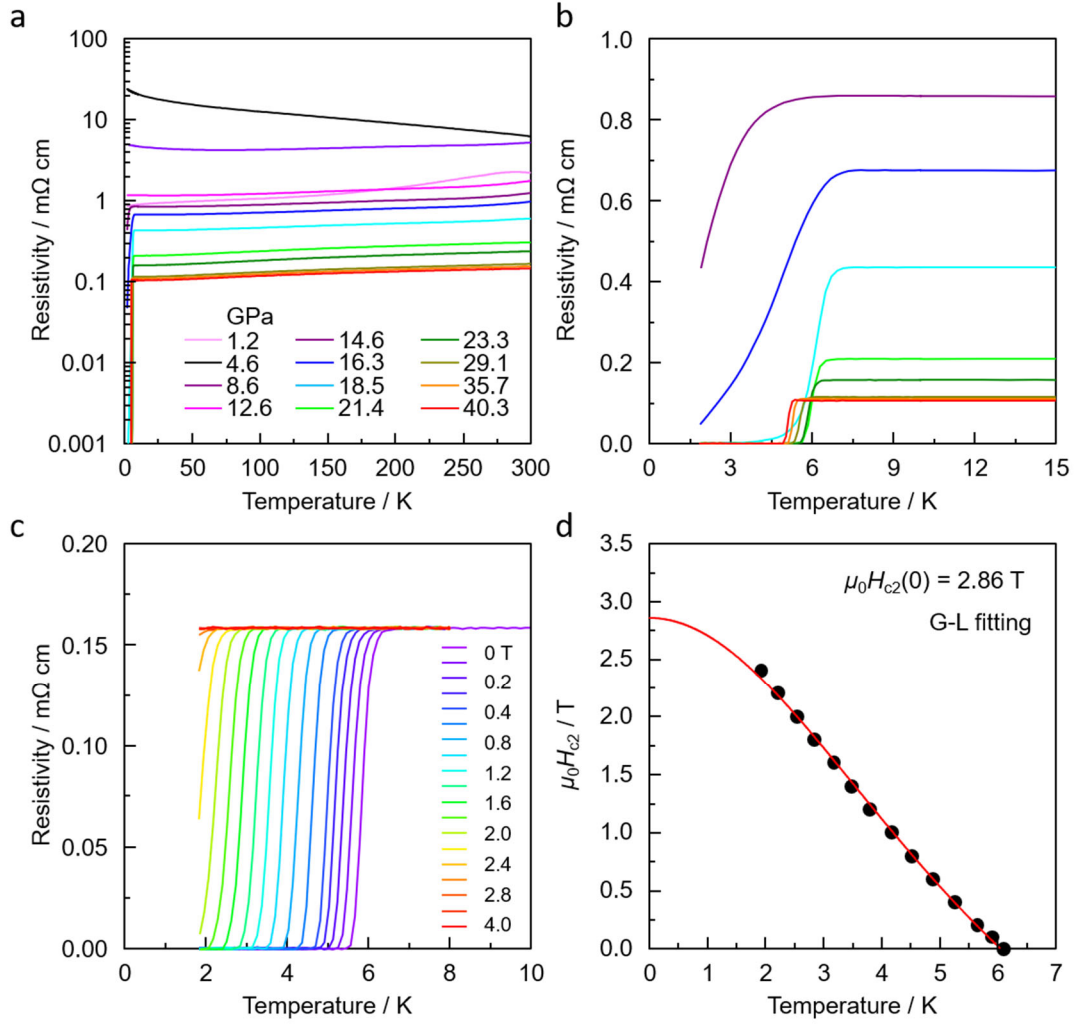 a
100
10
1
0.1
0.01
0.001
Resistivity / mΩ cm
GPa
1.2
4.6
8.6
12.6
14.6
16.3
18.5
21.4
23.3
29.1
35.7
40.3
0 50 100 150 200 250 300
Temperature / K
b
1.0
0.8
0.6
0.4
0.2
0.0
Resistivity / mΩ cm
0 3 6 9 12 15
Temperature / K
c
0.20
0.15
0.10
0.05
0.00
Resistivity / mΩ cm
0 T
0.2
0.4
0.8
1.2
1.6
2.0
2.4
2.8
4.0
0 2 4 6 8 10
Temperature / K
d
3.5
3.0
2.5
2.0
1.5
1.0
0.5
0.0
μ0Hc2 / T
μ0Hc2(0) = 2.86 T
G-L fitting
0 1 2 3 4 5 6 7
Temperature / K